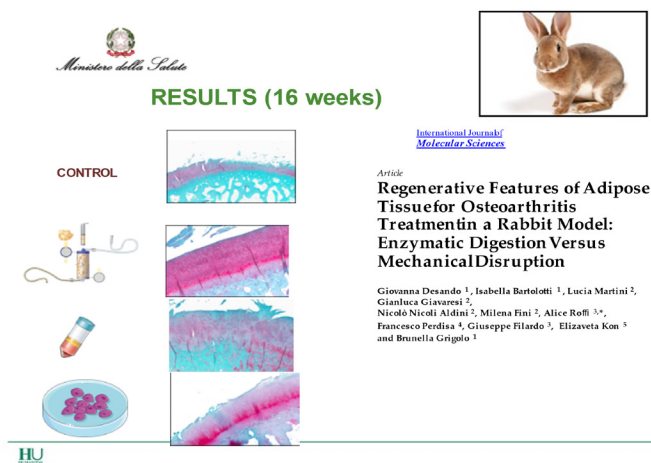 Ministero della Salute
RESULTS (16 weeks)
International Journalof
Molecular Sciences
CONTROL
Article
Regenerative Features of Adipose
Tissuefor Osteoarthritis
Treatmentin a Rabbit Model:
Enzymatic Digestion Versus
MechanicalDisruption
Giovanna Desando 1, Isabella Bartolotti 1, Lucia Martini 2,
Gianluca Giavaresi 2,
Nicolò Nicoli Aldini 2, Milena Fini 2, Alice Roffi 3,*,
Francesco Perdisa 4, Giuseppe Filardo 3, Elizaveta Kon 5
and Brunella Grigolo 1
HU